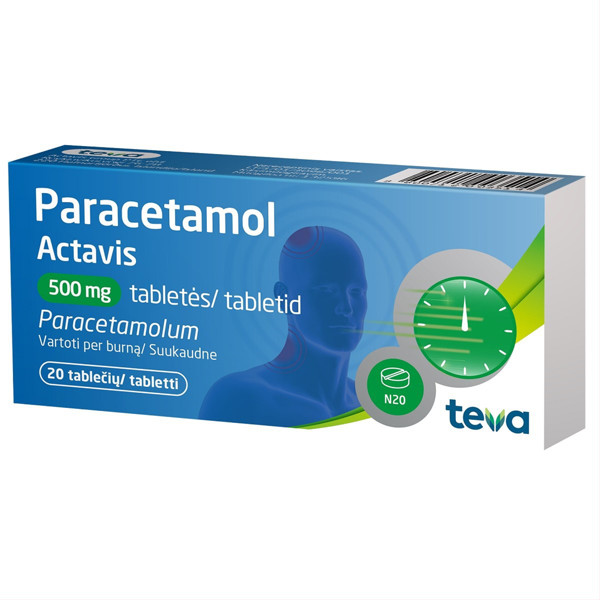 teva
Paracetamol
Actavis
500 mg tabletės/ tabletid
Paracetamolum
Vartoti per burną/ Suukaudne
20 tablečių/ tabletti
N20
teva